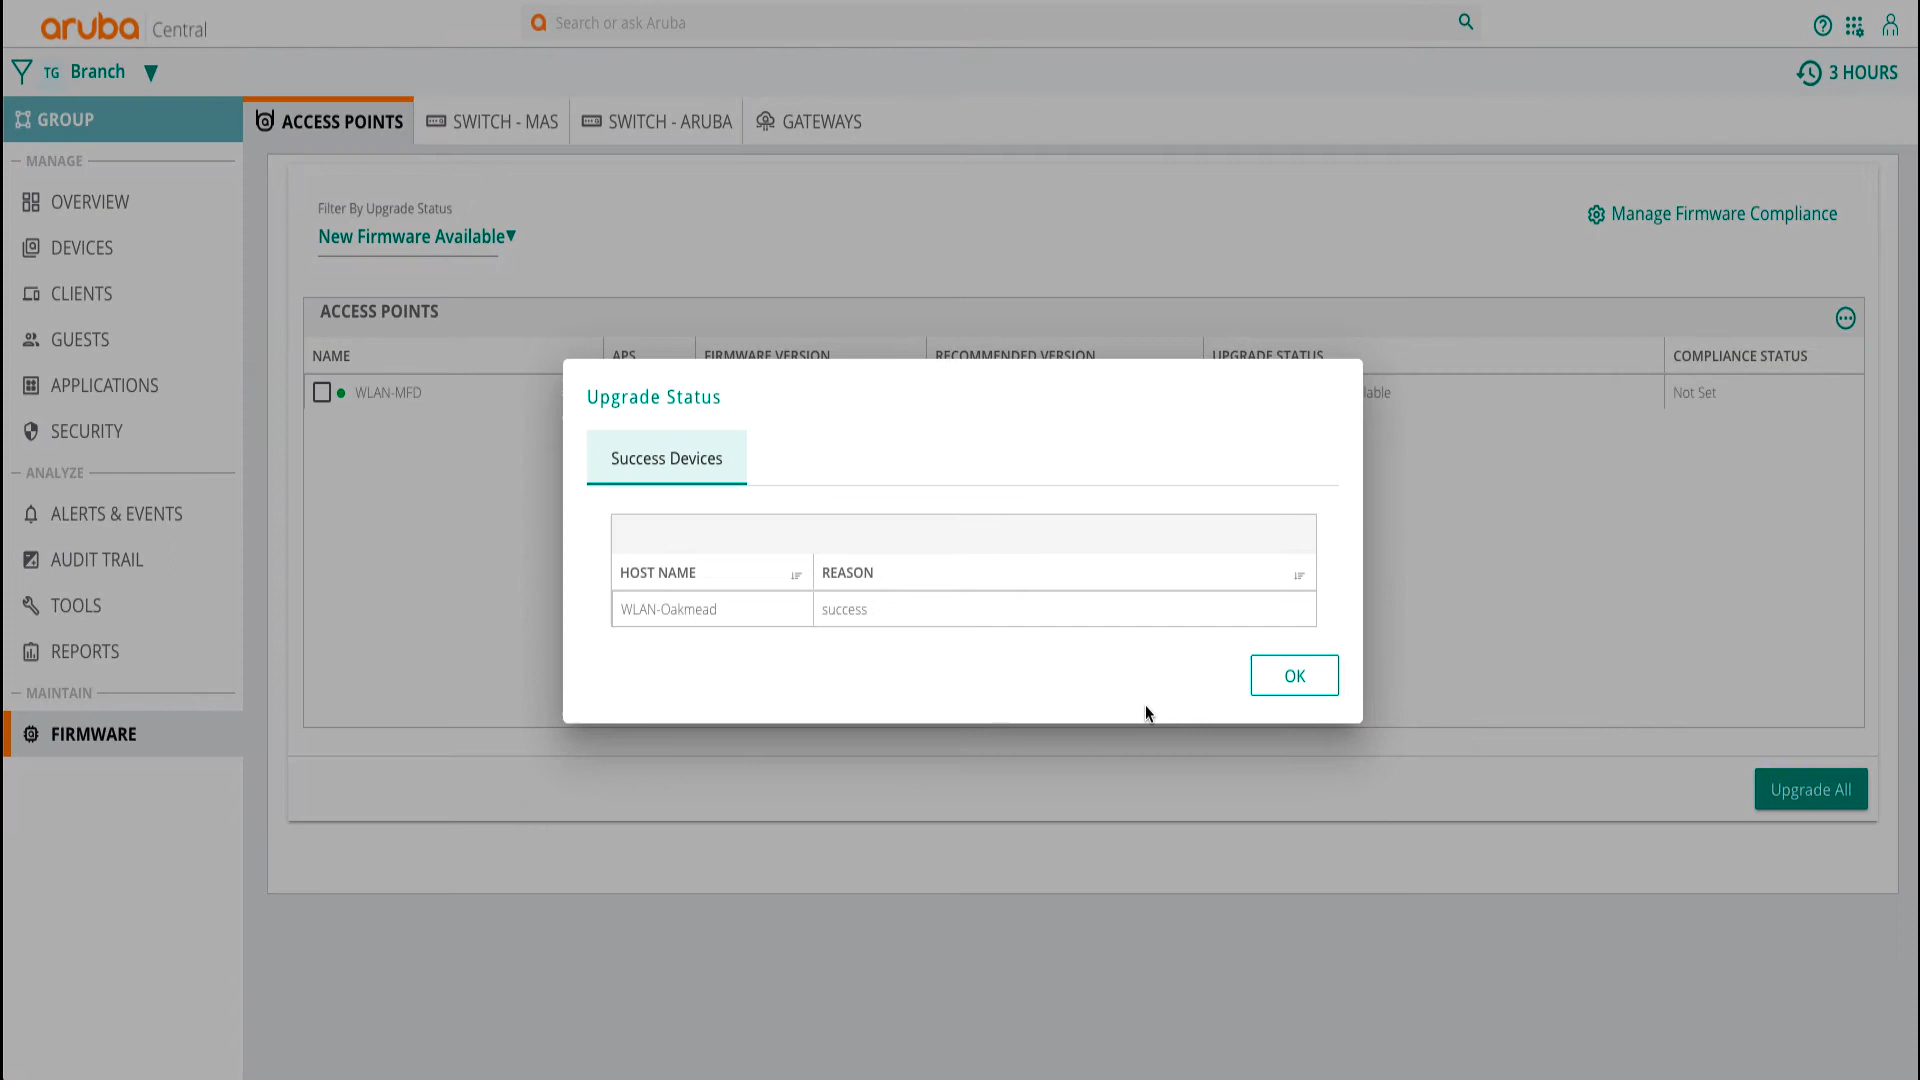 aruba Central
Search or ask Aruba
TG Branch
3 HOURS
GROUP
ACCESS POINTS
SWITCH - MAS
SWITCH - ARUBA
GATEWAYS
MANAGE
OVERVIEW
DEVICES
CLIENTS
GUESTS
APPLICATIONS
SECURITY
ANALYZE
ALERTS & EVENTS
AUDIT TRAIL
TOOLS
REPORTS
MAINTAIN
FIRMWARE
Filter By Upgrade Status
New Firmware Available
Manage Firmware Compliance
ACCESS POINTS
NAME APS FIRMWARE VERSION RECOMMENDED VERSION UPGRADE STATUS COMPLIANCE STATUS
WLAN-MFD lable Not Set
Upgrade Status
Success Devices
HOST NAME REASON
WLAN-Oakmead success
OK
Upgrade All